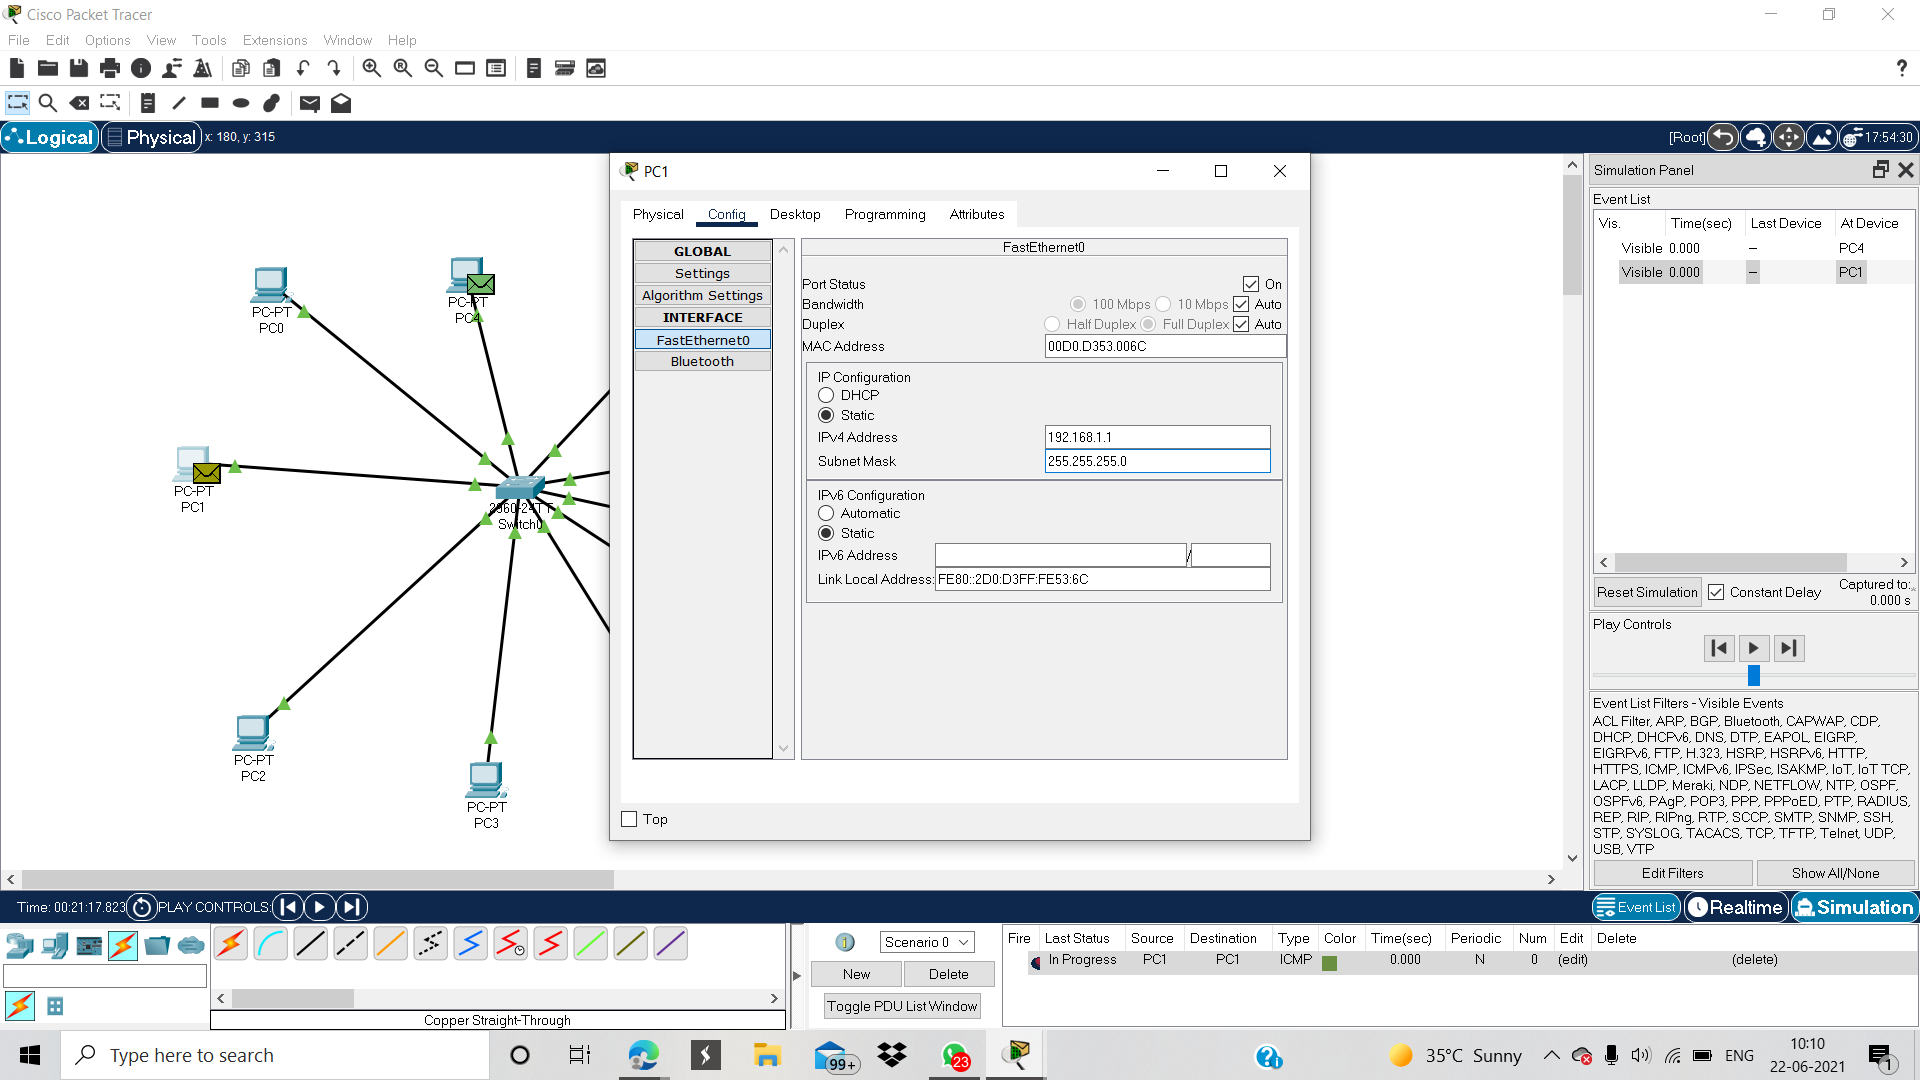 Cisco Packet Tracer
File Edit Options View Tools Extensions Window Help
?
Logical Physical x: 180, y: 315
[Root] 17:54:30
PC-PT
PC0
PC-PT
PC4
PC-PT
PC1
2960-24TT
Switch0
PC-PT
PC2
PC-PT
PC3
PC1
Physical Config Desktop Programming Attributes
GLOBAL
Settings
Algorithm Settings
INTERFACE
FastEthernet0
Bluetooth
FastEthernet0
Port Status On
Bandwidth 100 Mbps 10 Mbps Auto
Duplex Half Duplex Full Duplex Auto
MAC Address 00D0.D353.006C
IP Configuration
DHCP
Static
IPv4 Address 192.168.1.1
Subnet Mask 255.255.255.0
IPv6 Configuration
Automatic
Static
IPv6 Address /
Link Local Address: FE80::2D0:D3FF:FE53:6C
Top
Simulation Panel
Event List
Vis. Time(sec) Last Device At Device
Visible 0.000 -- PC4
Visible 0.000 -- PC1
Reset Simulation Constant Delay Captured to:*
0.000 s
Play Controls
Event List Filters - Visible Events
ACL Filter, ARP, BGP, Bluetooth, CAPWAP, CDP,
DHCP, DHCPv6, DNS, DTP, EAPOL, EIGRP,
EIGRPv6, FTP, H.323, HSRP, HSRPv6, HTTP,
HTTPS, ICMP, ICMPv6, IPSec, ISAKMP, IoT, IoT TCP,
LACP, LLDP, Meraki, NDP, NETFLOW, NTP, OSPF,
OSPFv6, PAgP, POP3, PPP, PPPoED, PTP, RADIUS,
REP, RIP, RIPng, RTP, SCCP, SMTP, SNMP, SSH,
STP, SYSLOG, TACACS, TCP, TFTP, Telnet, UDP,
USB, VTP
Edit Filters Show All/None
Time: 00:21:17.823 PLAY CONTROLS:
Event List Realtime Simulation
Copper Straight-Through
Scenario 0
New Delete
Toggle PDU List Window
Fire Last Status Source Destination Type Color Time(sec) Periodic Num Edit Delete
In Progress PC1 PC1 ICMP 0.000 N 0 (edit) (delete)
Type here to search
99+
23
35°C Sunny
ENG
10:10
22-06-2021
1